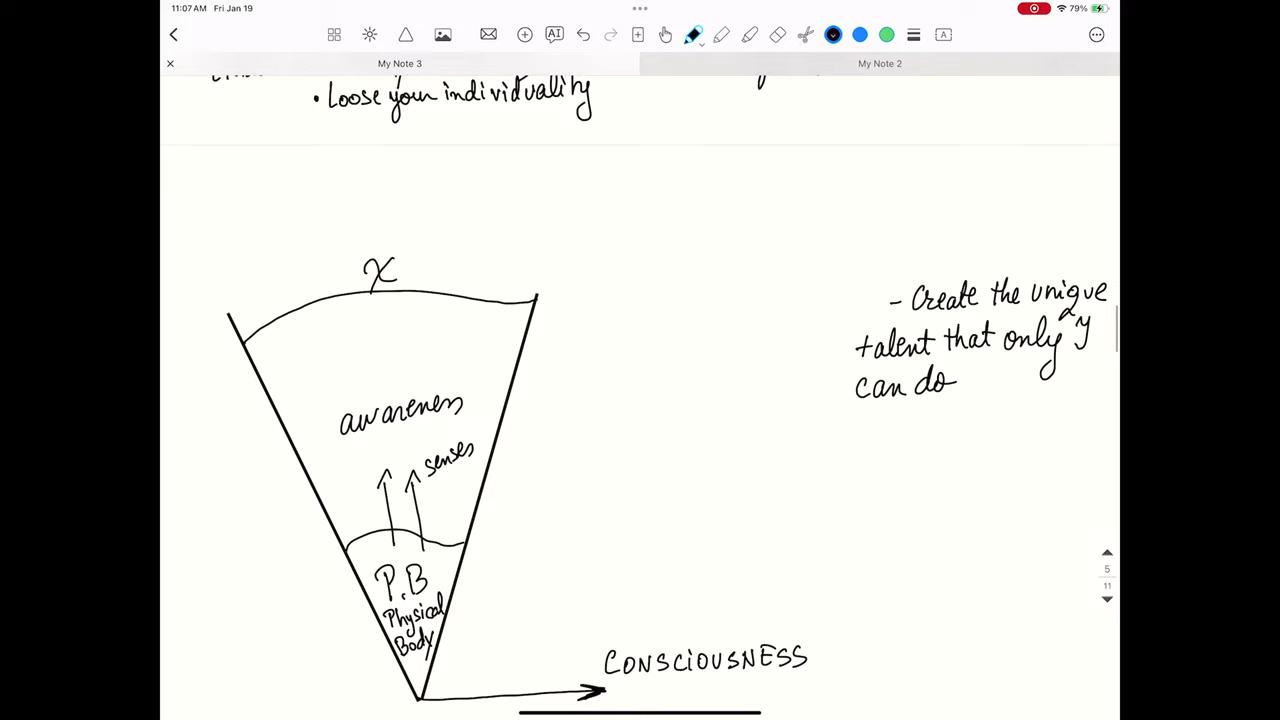 11:07 AM Fri Jan 19
79%
AI
A
My Note 3
My Note 2
• Loose your individuality
x
awareness
senses
P.B
Physical
Body
CONSCIOUSNESS
- Create the unique
talent that only y
can do
5
11